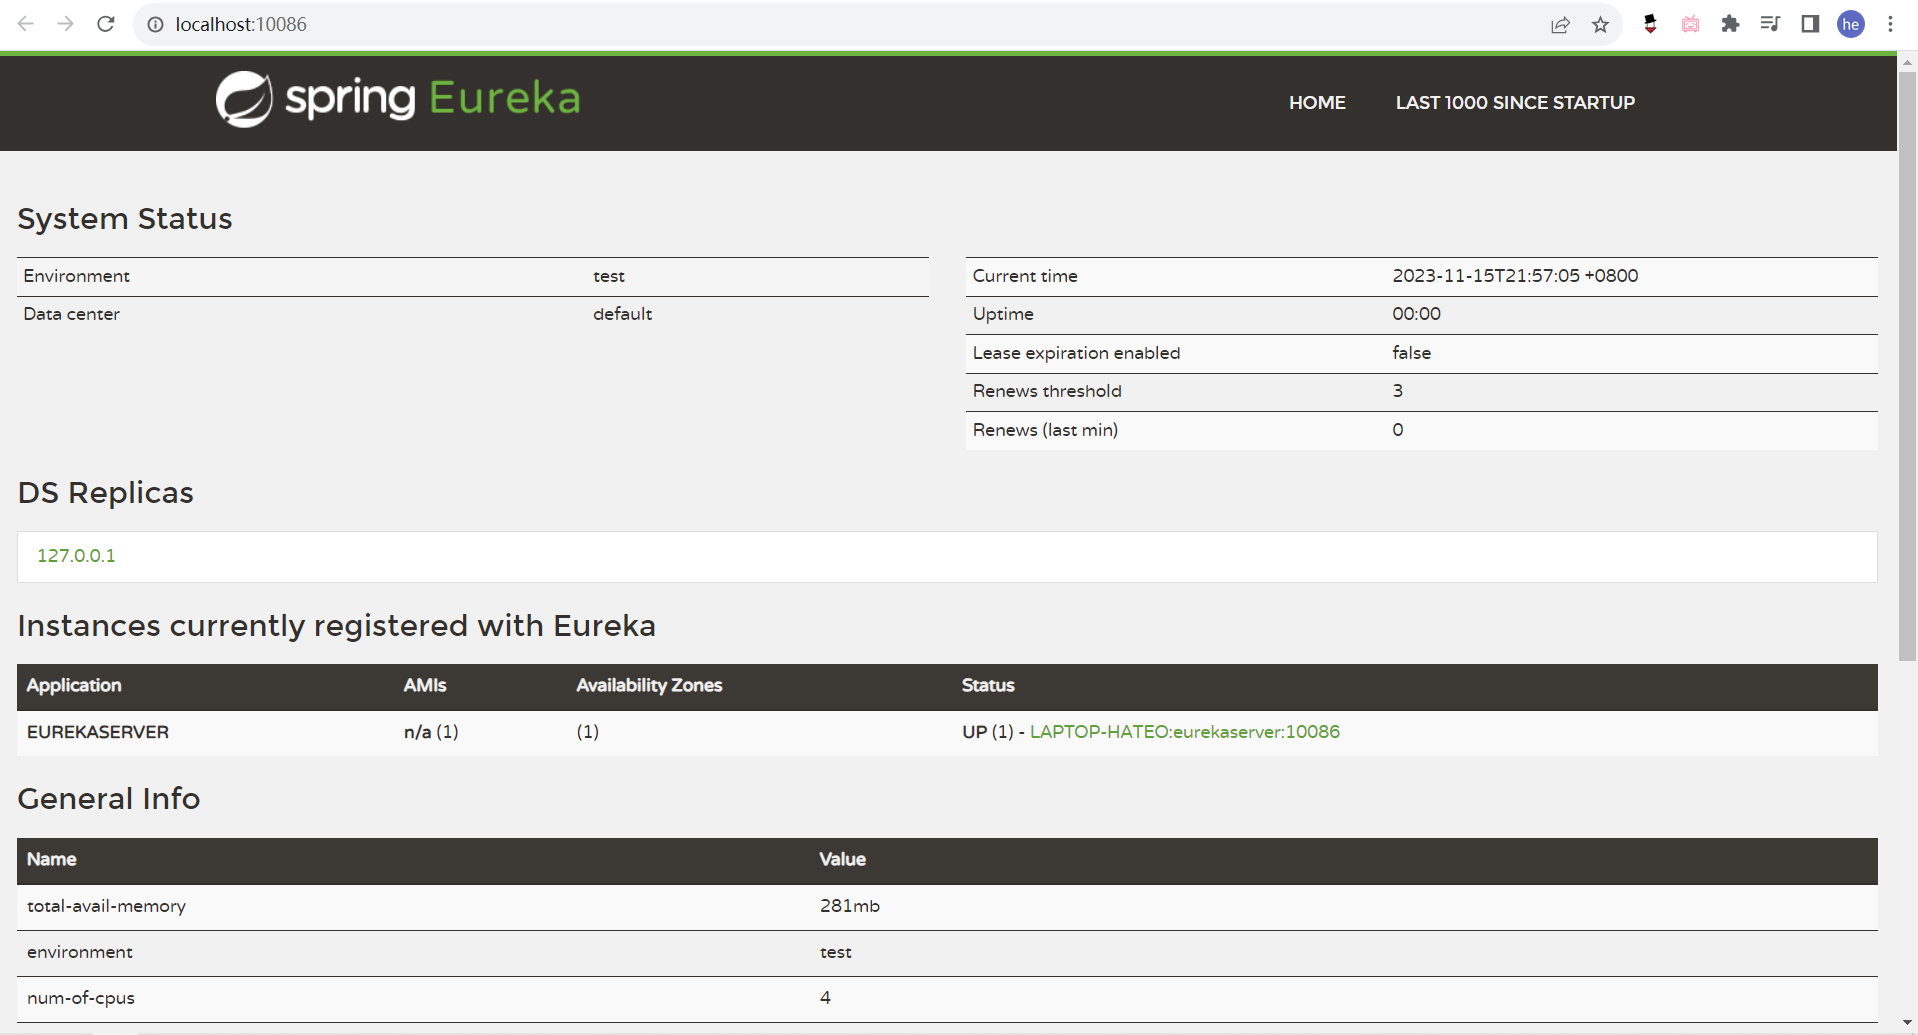 localhost:10086
he
spring Eureka
HOME LAST 1000 SINCE STARTUP
System Status
Environment test
Data center default
Current time 2023-11-15T21:57:05 +0800
Uptime 00:00
Lease expiration enabled false
Renews threshold 3
Renews (last min) 0
DS Replicas
127.0.0.1
Instances currently registered with Eureka
Application AMIs Availability Zones Status
EUREKASERVER n/a (1) (1) UP (1) - LAPTOP-HATEO:eurekaserver:10086
General Info
Name Value
total-avail-memory 281mb
environment test
num-of-cpus 4